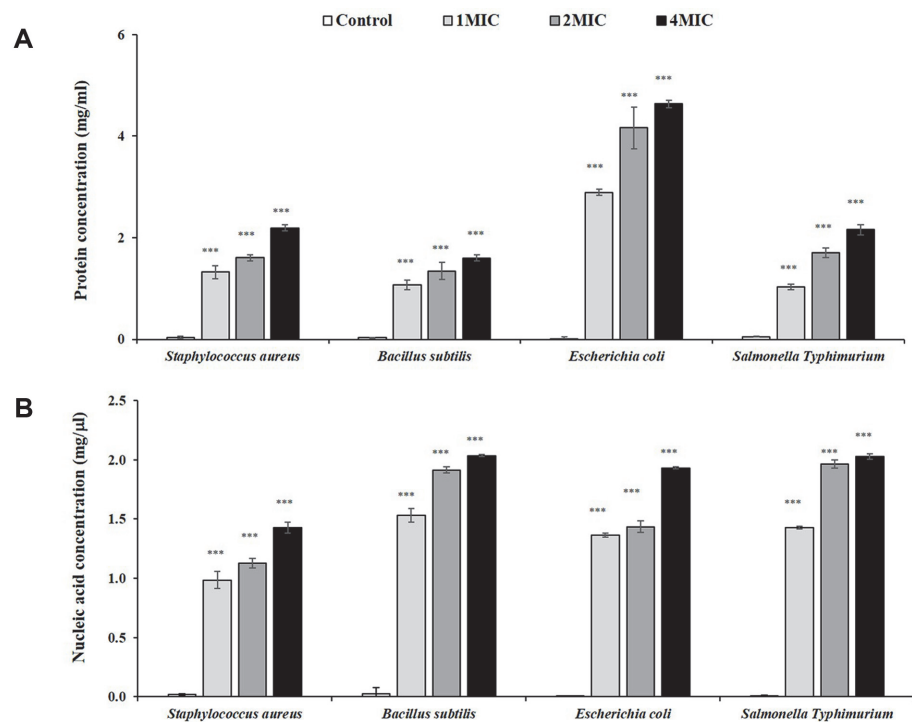 Control 1MIC 2MIC 4MIC
A
Protein concentration (mg/ml)
6
4
2
0
*** *** ***
*** *** ***
*** *** ***
*** *** ***
Staphylococcus aureus Bacillus subtilis Escherichia coli Salmonella Typhimurium
B
Nucleic acid concentration (mg/µl)
2.5
2.0
1.5
1.0
0.5
0.0
*** *** ***
*** *** ***
*** *** ***
*** *** ***
Staphylococcus aureus Bacillus subtilis Escherichia coli Salmonella Typhimurium